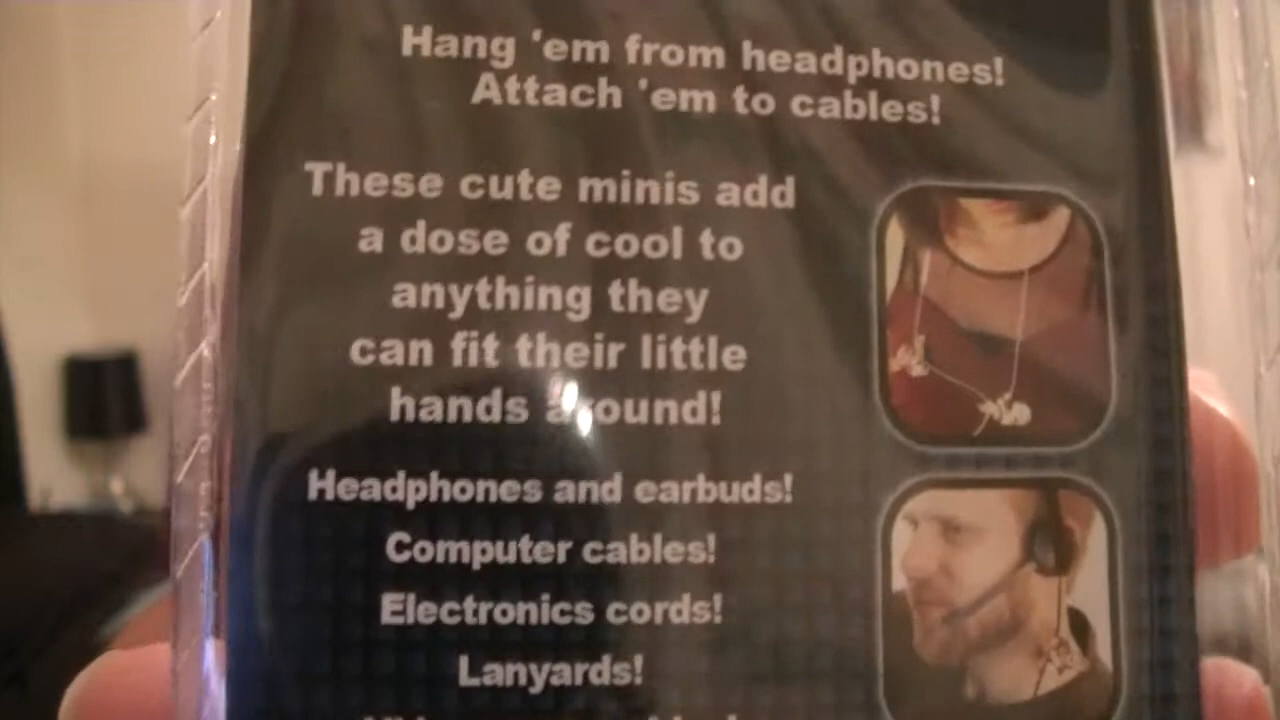 Hang 'em from headphones!
Attach 'em to cables!
These cute minis add
a dose of cool to
anything they
can fit their little
hands around!
Headphones and earbuds!
Computer cables!
Electronics cords!
Lanyards!